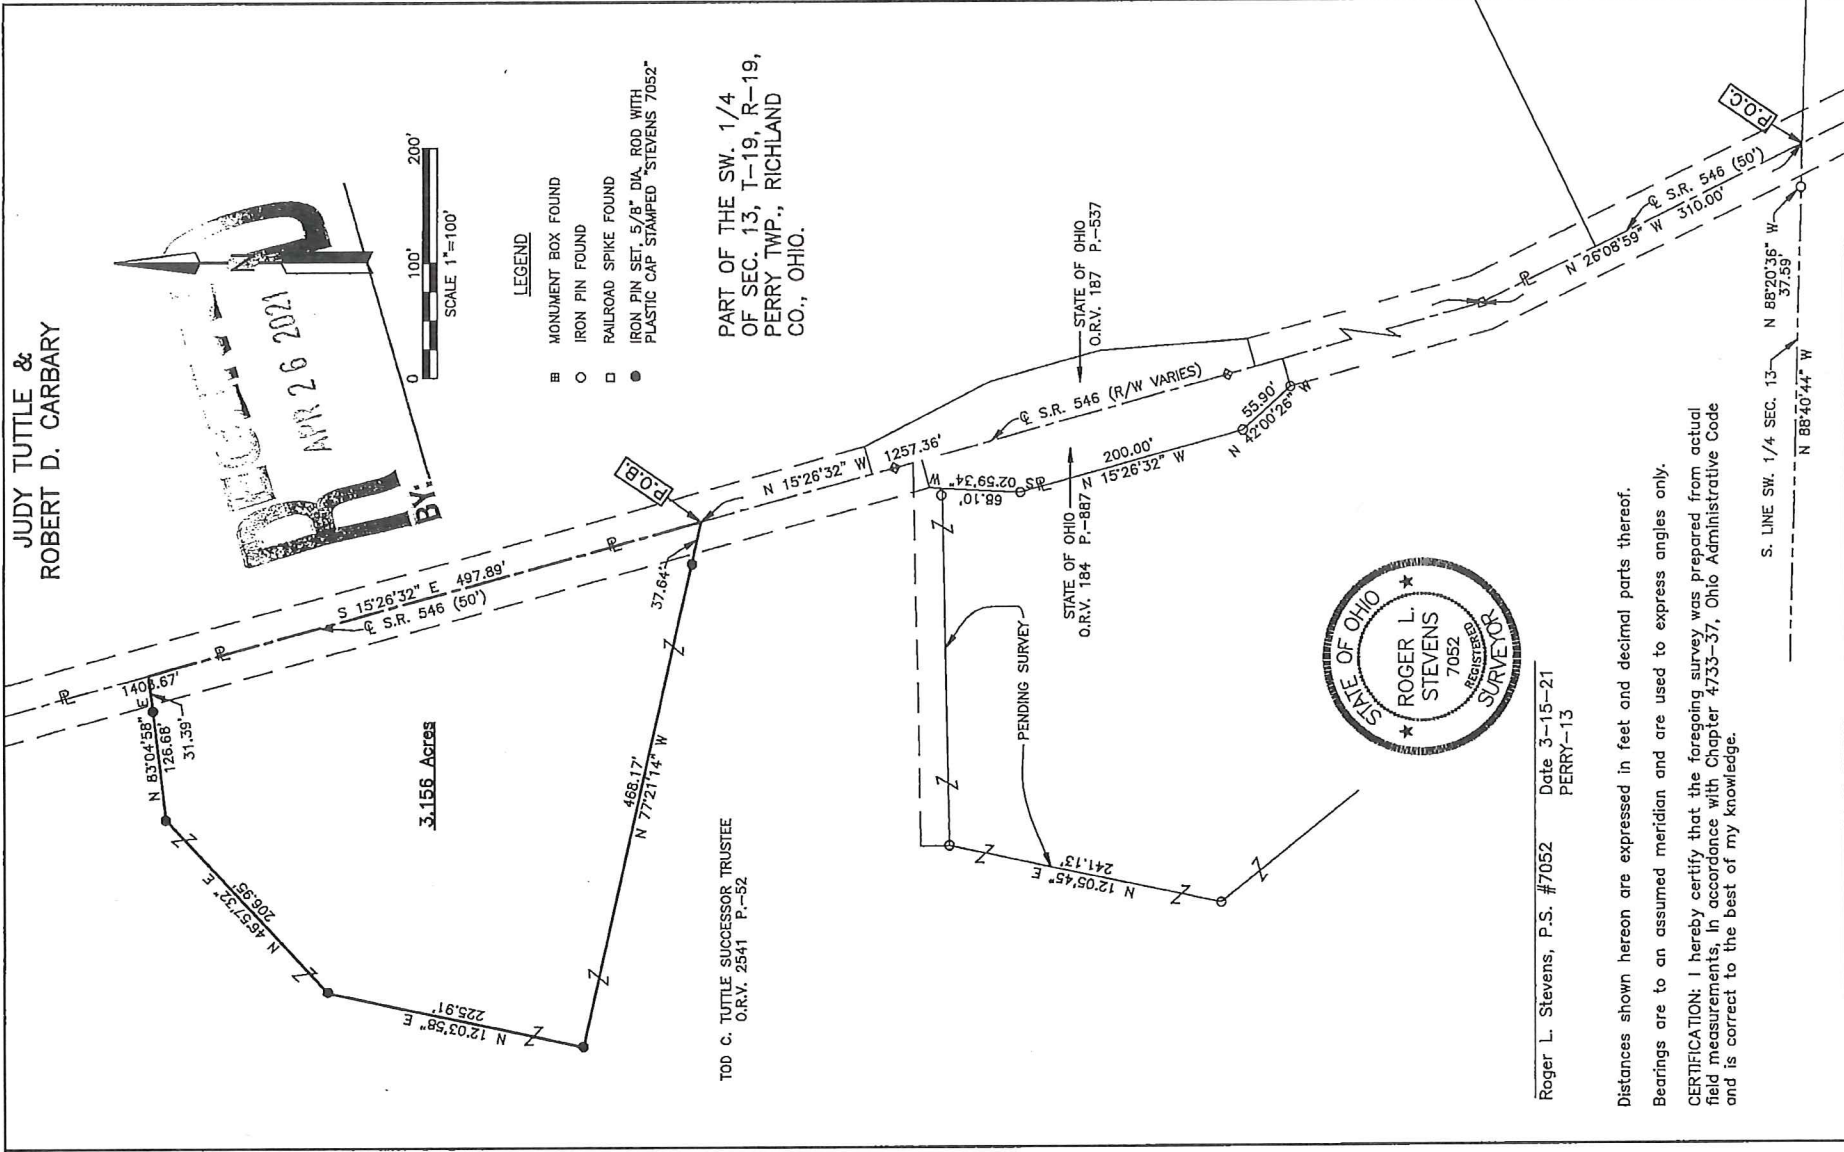 JUDY TUTTLE &
ROBERT D. CARBARY
RECEIVED
APR 26 2021
BY:
N
0 100' 200'
SCALE 1"=100'
LEGEND
MONUMENT BOX FOUND
IRON PIN FOUND
RAILROAD SPIKE FOUND
IRON PIN SET, 5/8" DIA. ROD WITH
PLASTIC CAP STAMPED "STEVENS 7052"
PART OF THE SW. 1/4
OF SEC. 13, T-19, R-19,
PERRY TWP., RICHLAND
CO., OHIO.
P.O.B.
S 15°26'32" E 497.89'
℄ S.R. 546 (50')
1403.67'
N 83°04'58" E
126.68'
31.39'
N 46°57'32" E
206.95'
N 12°03'58" E
225.91'
468.17'
N 77°21'14" W
37.64'
3.156 Acres
TOD C. TUTTLE SUCCESSOR TRUSTEE
O.R.V. 2541 P.-52
N 15°26'32" W 1257.36'
℄ S.R. 546 (R/W VARIES)
S 02°59'34" W
68.10'
200.00'
N 15°26'32" W
55.90'
N 42°00'26" W
STATE OF OHIO
O.R.V. 187 P.-537
STATE OF OHIO
O.R.V. 184 P.-887
PENDING SURVEY
N 12°05'45" E
241.13'
P.O.C.
℄ S.R. 546 (50')
N 26°08'59" W 310.00'
N 88°20'36" W
37.59'
S. LINE SW. 1/4 SEC. 13
N 88°40'44" W
STATE OF OHIO
ROGER L.
STEVENS
7052
REGISTERED
SURVEYOR
Roger L. Stevens, P.S. #7052 Date 3-15-21
PERRY-13
Distances shown hereon are expressed in feet and decimal parts thereof.
Bearings are to an assumed meridian and are used to express angles only.
CERTIFICATION: I hereby certify that the foregoing survey was prepared from actual
field measurements, in accordance with Chapter 4733-37, Ohio Administrative Code
and is correct to the best of my knowledge.